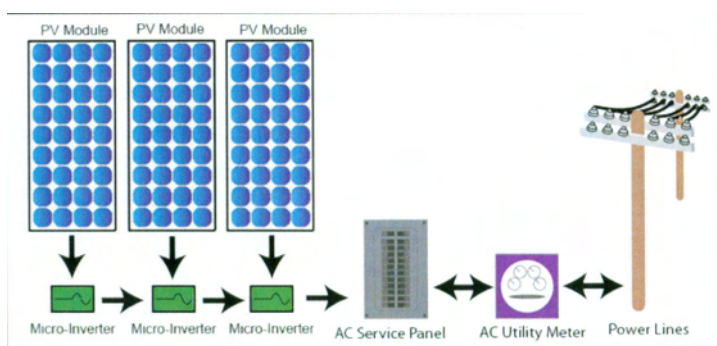 PV Module
PV Module
PV Module
Micro-Inverter
Micro-Inverter
Micro-Inverter
AC Service Panel
AC Utility Meter
Power Lines